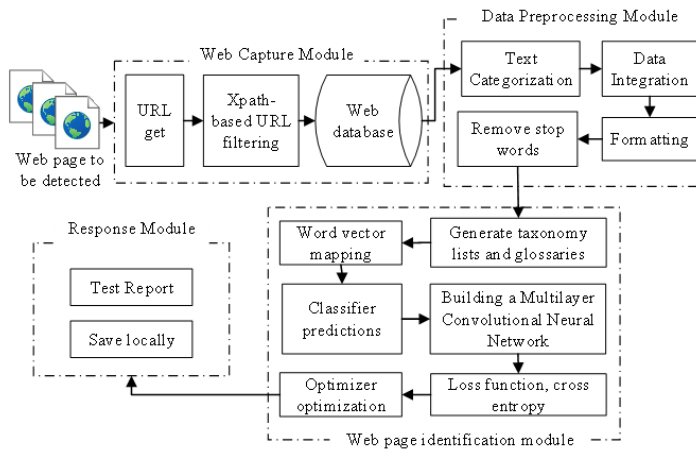 Data Preprocessing Module
Web Capture Module
Text
Categorization
Data
Integration
URL
get
Xpath-
based URL
filtering
Web
database
Remove stop
words
Formatting
Web page to
be detected
Response Module
Word vector
mapping
Generate taxonomy
lists and glossaries
Test Report
Classifier
predictions
Building a Multilayer
Convolutional Neural
Network
Save locally
Optimizer
optimization
Loss function, cross
entropy
Web page identification module